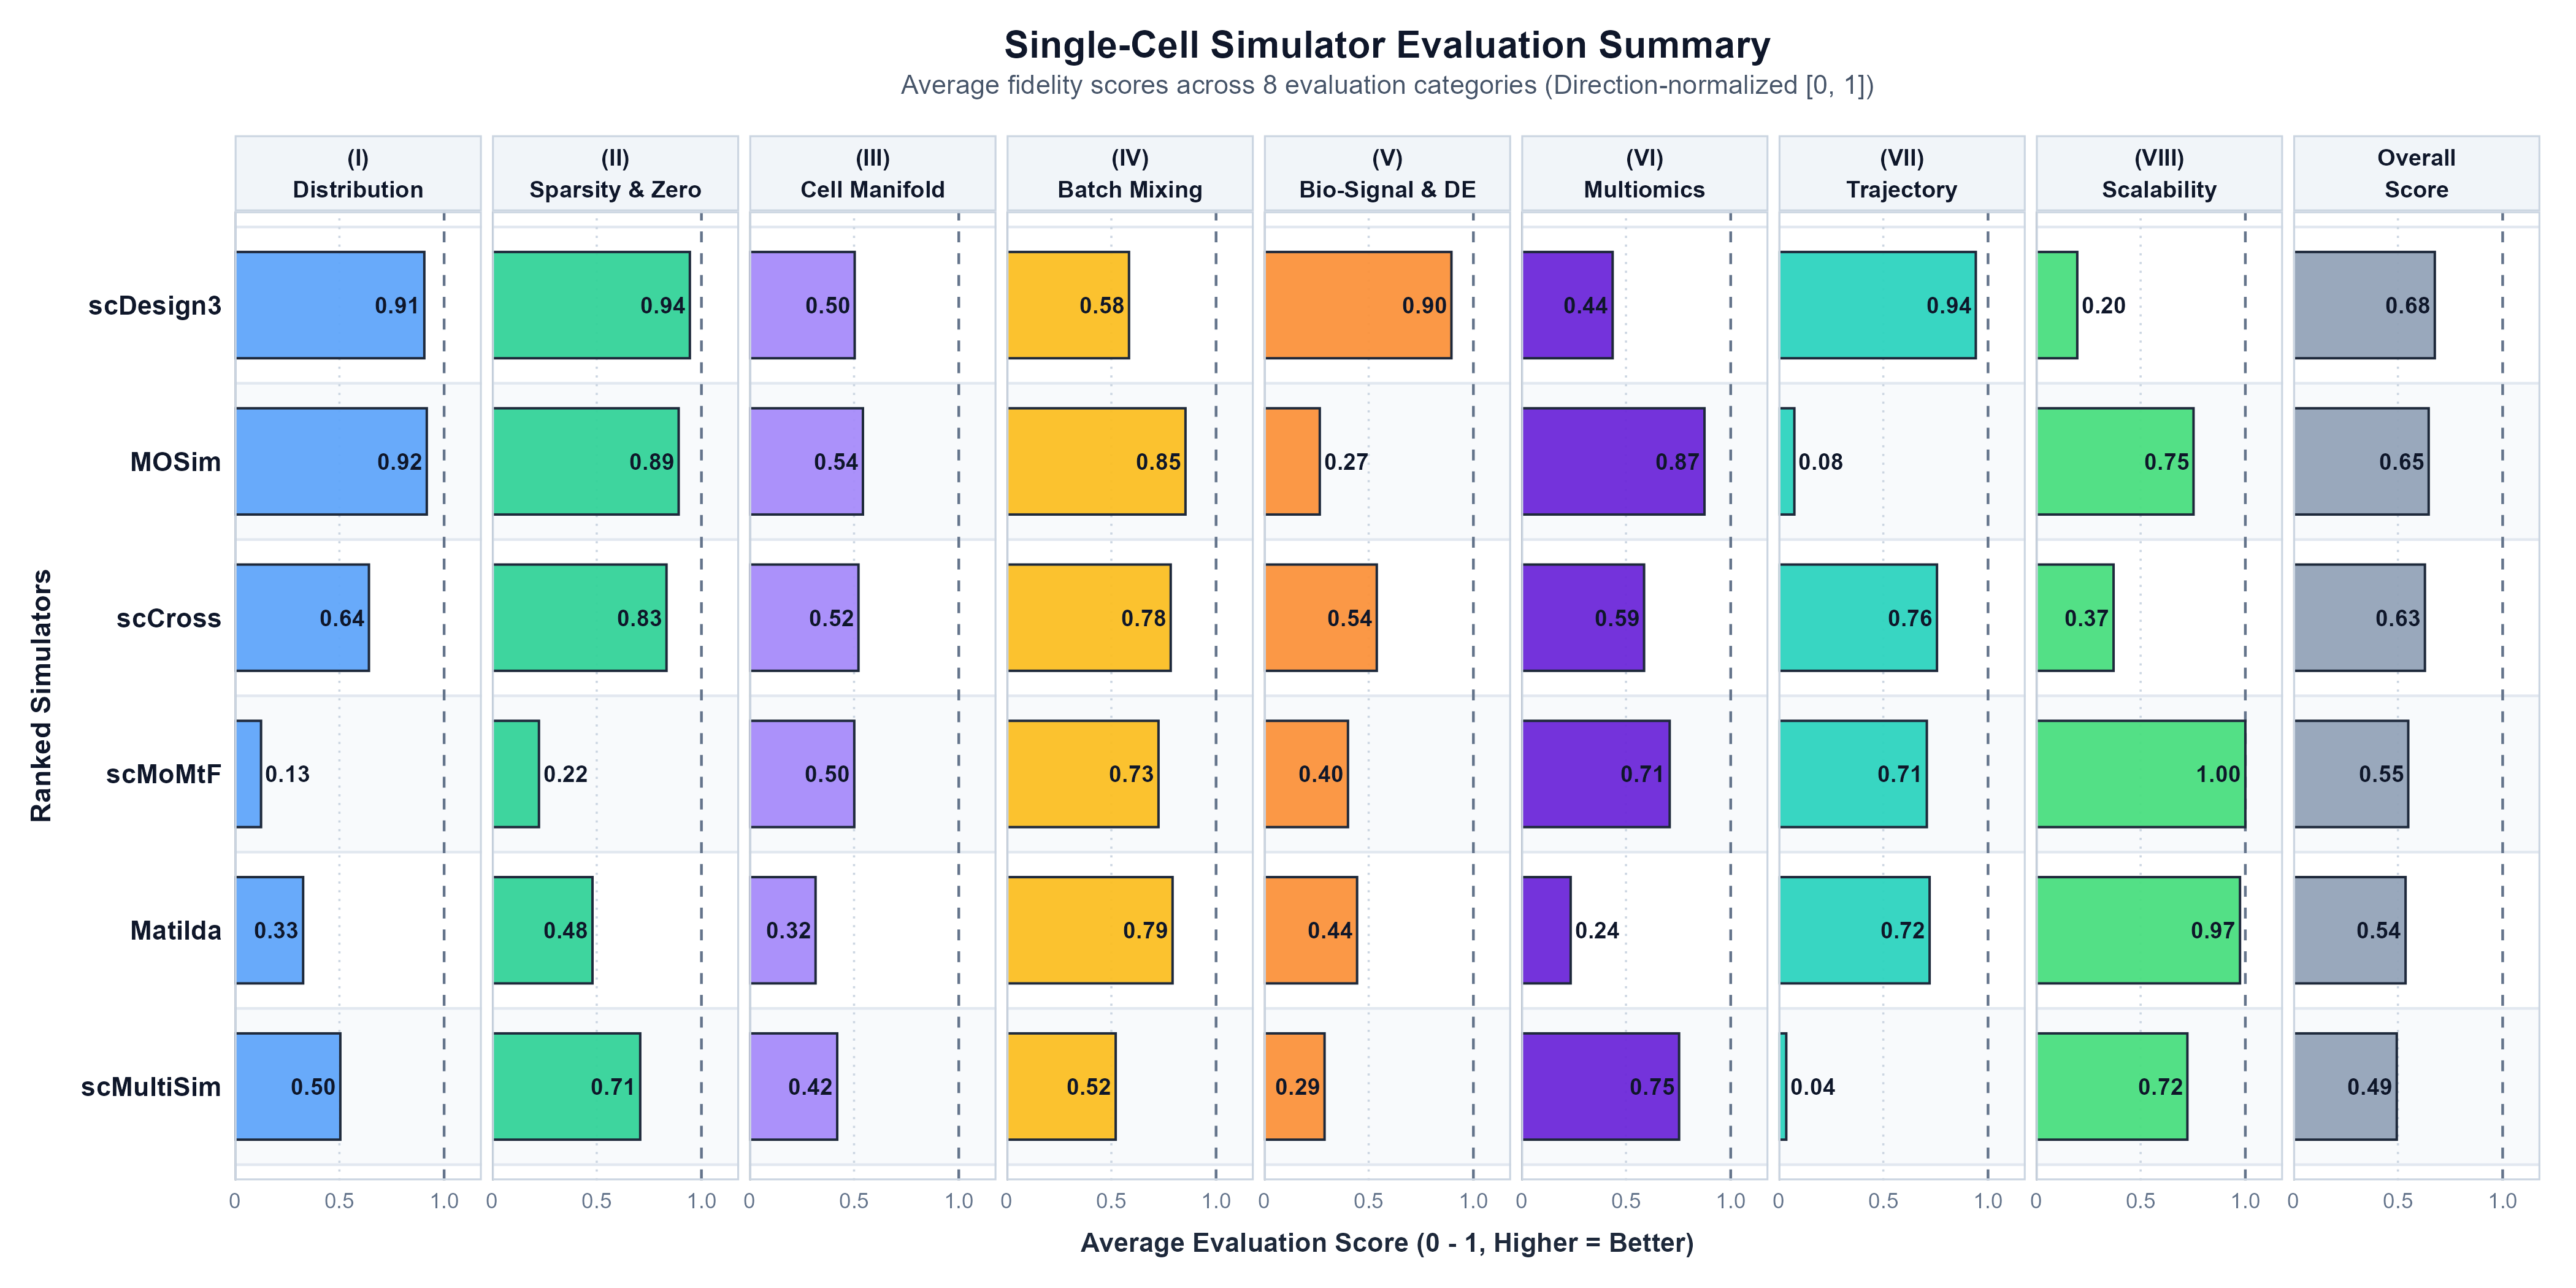 Single-Cell Simulator Evaluation Summary
Average fidelity scores across 8 evaluation categories (Direction-normalized [0, 1])
(I)
Distribution
(II)
Sparsity & Zero
(III)
Cell Manifold
(IV)
Batch Mixing
(V)
Bio-Signal & DE
(VI)
Multiomics
(VII)
Trajectory
(VIII)
Scalability
Overall
Score
Ranked Simulators
scDesign3 0.91 0.94 0.50 0.58 0.90 0.44 0.94 0.20 0.68
MOSim 0.92 0.89 0.54 0.85 0.27 0.87 0.08 0.75 0.65
scCross 0.64 0.83 0.52 0.78 0.54 0.59 0.76 0.37 0.63
scMoMtF 0.13 0.22 0.50 0.73 0.40 0.71 0.71 1.00 0.55
Matilda 0.33 0.48 0.32 0.79 0.44 0.24 0.72 0.97 0.54
scMultiSim 0.50 0.71 0.42 0.52 0.29 0.75 0.04 0.72 0.49
0 0.5 1.0 0 0.5 1.0 0 0.5 1.0 0 0.5 1.0 0 0.5 1.0 0 0.5 1.0 0 0.5 1.0 0 0.5 1.0 0 0.5 1.0
Average Evaluation Score (0 - 1, Higher = Better)